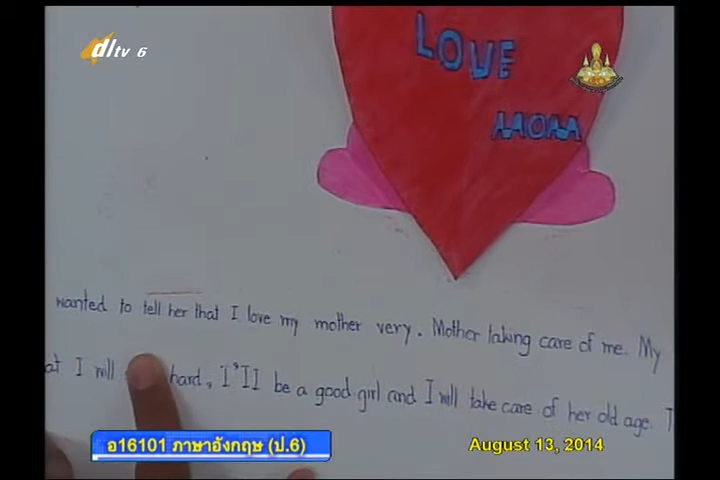 dltv 6
LOVE
MOM
wanted to tell her that I love my mother very. Mother taking care of me. My
at I will hard, I'll be a good girl and I will take care of her old age.
อ16101 ภาษาอังกฤษ (ป.6)
August 13, 2014